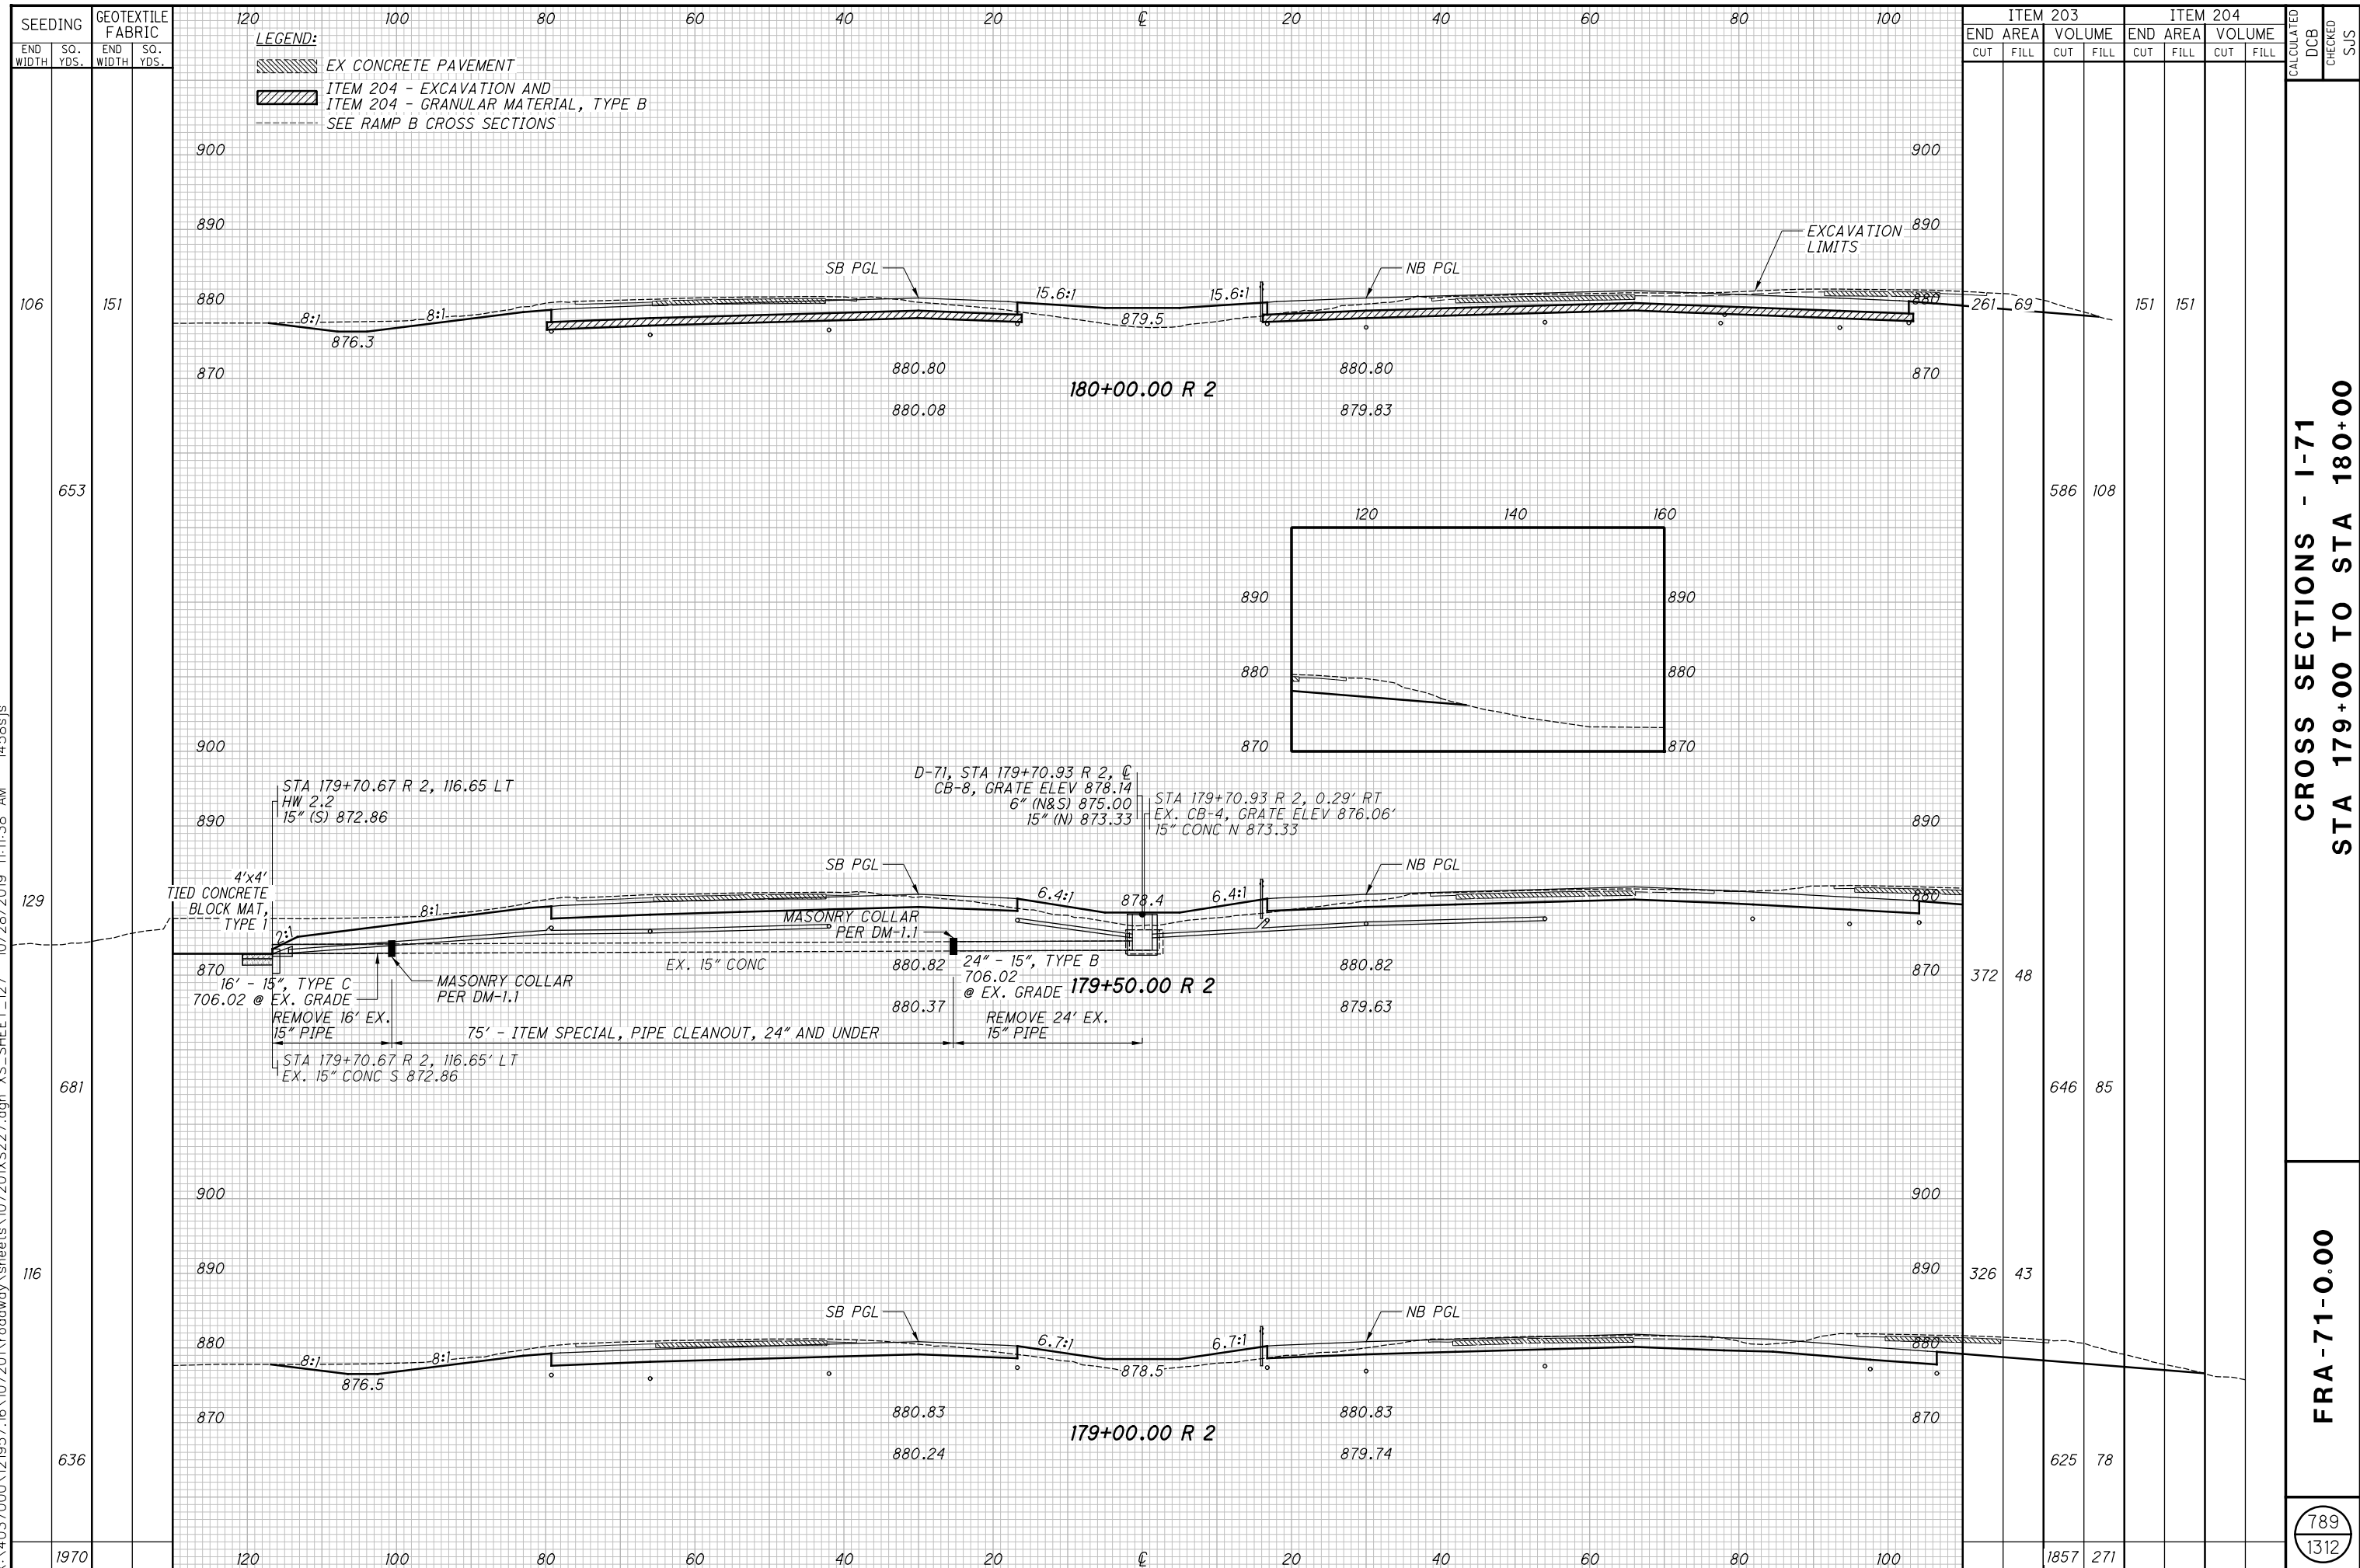 SEEDING
GEOTEXTILE
FABRIC
END WIDTH
SQ. YDS.
END WIDTH
SQ. YDS.
120 100 80 60 40 20 ℄ 20 40 60 80 100
ITEM 203
ITEM 204
END AREA VOLUME END AREA VOLUME
CUT FILL CUT FILL CUT FILL CUT FILL
CALCULATED
DCB
CHECKED
SJS
LEGEND:
EX CONCRETE PAVEMENT
ITEM 204 - EXCAVATION AND
ITEM 204 - GRANULAR MATERIAL, TYPE B
SEE RAMP B CROSS SECTIONS
900 900
890 890
EXCAVATION
LIMITS
SB PGL
NB PGL
106 151
880 880
15.6:1 15.6:1
261 69 151 151
8:1 8:1
879.5
876.3
870 870
880.80 880.80
180+00.00 R 2
880.08 879.83
653
586 108
120 140 160
890 890
880 880
870 870
900
STA 179+70.67 R 2, 116.65 LT
HW 2.2
15" (S) 872.86
D-71, STA 179+70.93 R 2, ℄
CB-8, GRATE ELEV 878.14
6" (N&S) 875.00
15" (N) 873.33
STA 179+70.93 R 2, 0.29' RT
EX. CB-4, GRATE ELEV 876.06'
15" CONC N 873.33
890 890
SB PGL
NB PGL
4'x4'
TIED CONCRETE
BLOCK MAT,
TYPE 1
129
8:1
6.4:1 6.4:1
878.4
880
2:1
MASONRY COLLAR
PER DM-1.1
870 870
EX. 15" CONC
880.82 880.82
24" - 15", TYPE B
706.02
@ EX. GRADE
179+50.00 R 2
372 48
16' - 15", TYPE C
706.02 @ EX. GRADE
MASONRY COLLAR
PER DM-1.1
880.37 879.63
REMOVE 16' EX.
15" PIPE
75' - ITEM SPECIAL, PIPE CLEANOUT, 24" AND UNDER
REMOVE 24' EX.
15" PIPE
STA 179+70.67 R 2, 116.65' LT
EX. 15" CONC S 872.86
681
646 85
900 900
890 890
116
326 43
SB PGL
NB PGL
880 880
6.7:1 6.7:1
8:1 8:1
878.5
876.5
870 870
880.83 880.83
179+00.00 R 2
880.24 879.74
636
625 78
1970
120 100 80 60 40 20 ℄ 20 40 60 80 100
1857 271
CROSS SECTIONS - I-71
STA 179+00 TO STA 180+00
FRA-71-0.00
789
1312